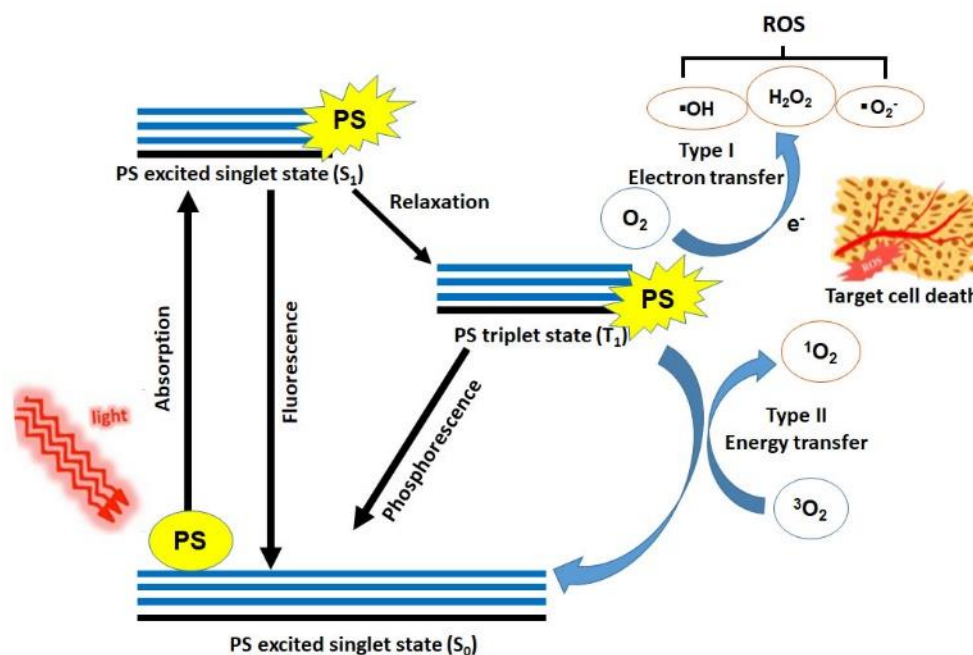 ROS
▪OH
H₂O₂
▪O₂⁻
PS
PS excited singlet state (S₁)
Type I
Electron transfer
Relaxation
O₂
e⁻
ROS
Target cell death
PS
PS triplet state (T₁)
Absorption
Fluorescence
Phosphorescence
¹O₂
light
Type II
Energy transfer
³O₂
PS
PS excited singlet state (S₀)